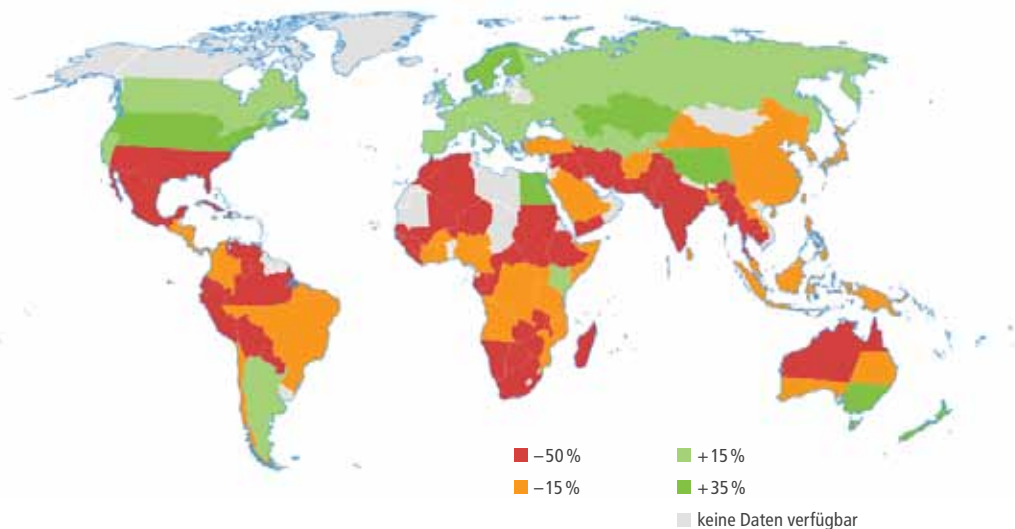 –50 %
–15 %
+15 %
+35 %
keine Daten verfügbar